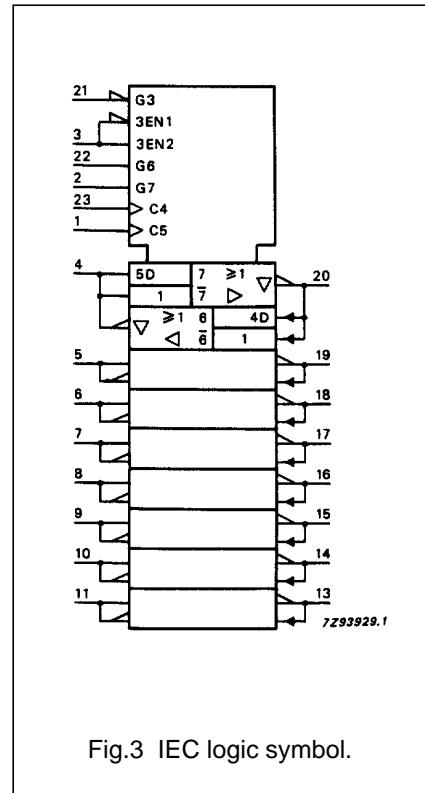 21 G3
3EN1
3 3EN2
22 G6
2 G7
23 C4
1 C5
4 5D 7 ≥1 20
1 7̅
≥1 6 4D
6̅ 1
5 19
6 18
7 17
8 16
9 15
10 14
11 13
7Z93929.1
Fig.3 IEC logic symbol.